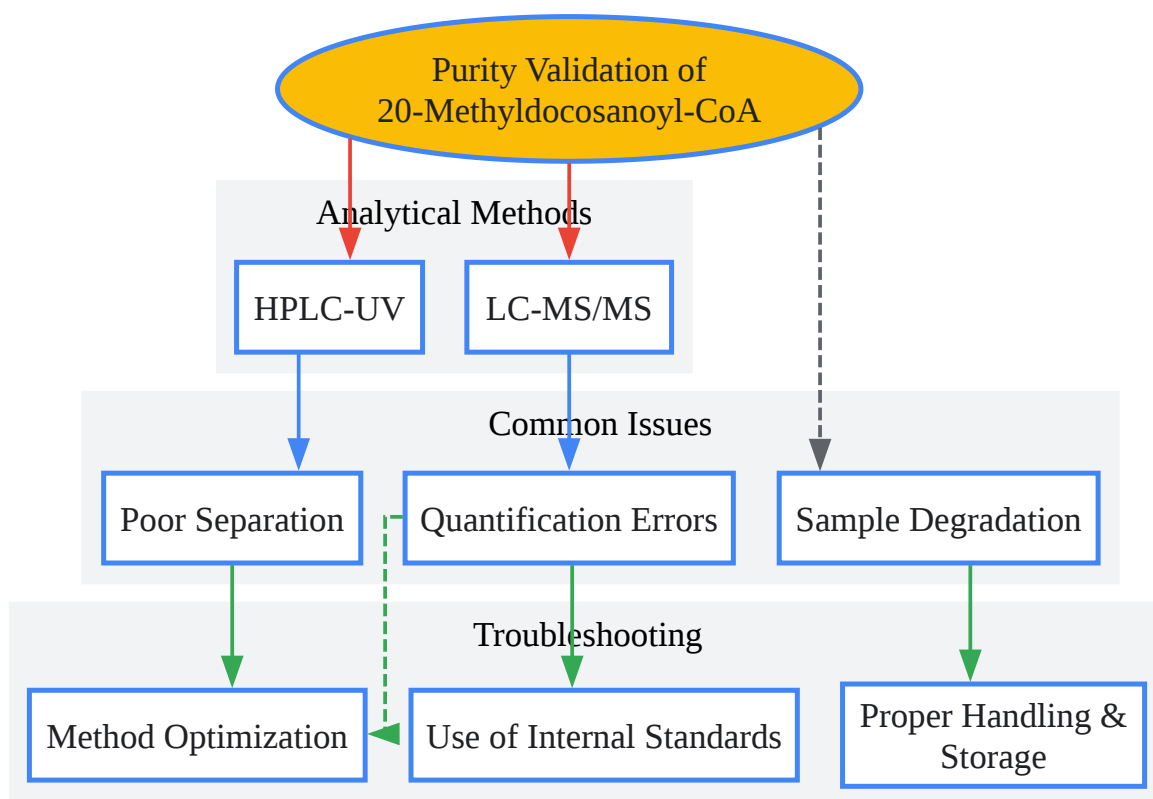 Purity Validation of
20-Methyldocosanoyl-CoA
Analytical Methods
HPLC-UV
LC-MS/MS
Common Issues
Poor Separation
Quantification Errors
Sample Degradation
Troubleshooting
Method Optimization
Use of Internal Standards
Proper Handling &
Storage